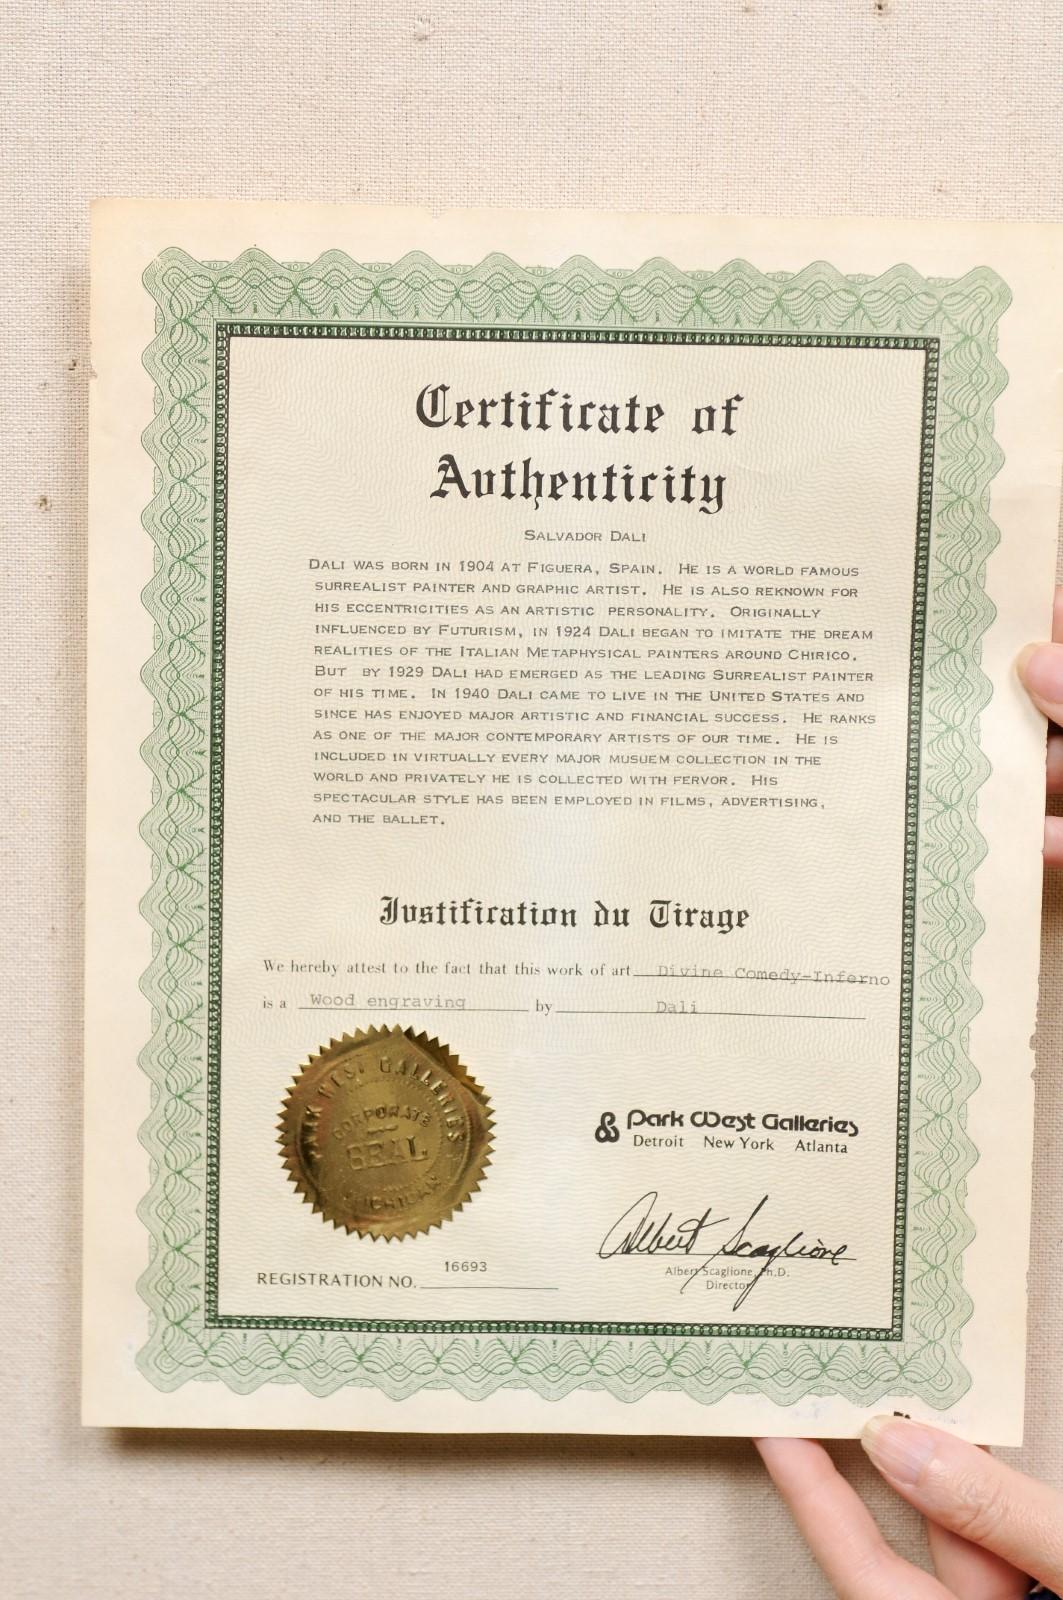 Certificate of
Authenticity
SALVADOR DALI
DALI WAS BORN IN 1904 AT FIGUERA, SPAIN. HE IS A WORLD FAMOUS
SURREALIST PAINTER AND GRAPHIC ARTIST. HE IS ALSO REKNOWN FOR
HIS ECCENTRICITIES AS AN ARTISTIC PERSONALITY. ORIGINALLY
INFLUENCED BY FUTURISM, IN 1924 DALI BEGAN TO IMITATE THE DREAM
REALITIES OF THE ITALIAN METAPHYSICAL PAINTERS AROUND CHIRICO.
BUT BY 1929 DALI HAD EMERGED AS THE LEADING SURREALIST PAINTER
OF HIS TIME. IN 1940 DALI CAME TO LIVE IN THE UNITED STATES AND
SINCE HAS ENJOYED MAJOR ARTISTIC AND FINANCIAL SUCCESS. HE RANKS
AS ONE OF THE MAJOR CONTEMPORARY ARTISTS OF OUR TIME. HE IS
INCLUDED IN VIRTUALLY EVERY MAJOR MUSUEM COLLECTION IN THE
WORLD AND PRIVATELY HE IS COLLECTED WITH FERVOR. HIS
SPECTACULAR STYLE HAS BEEN EMPLOYED IN FILMS, ADVERTISING,
AND THE BALLET.
Justification du Tirage
We hereby attest to the fact that this work of art Divine Comedy-Inferno
is a Wood engraving by Dali
PARK WEST GALLERIES
CORPORATE
SEAL
MICHIGAN
Park West Galleries
Detroit New York Atlanta
Albert Scaglione
Albert Scaglione, Ph.D.
Director
REGISTRATION NO. 16693